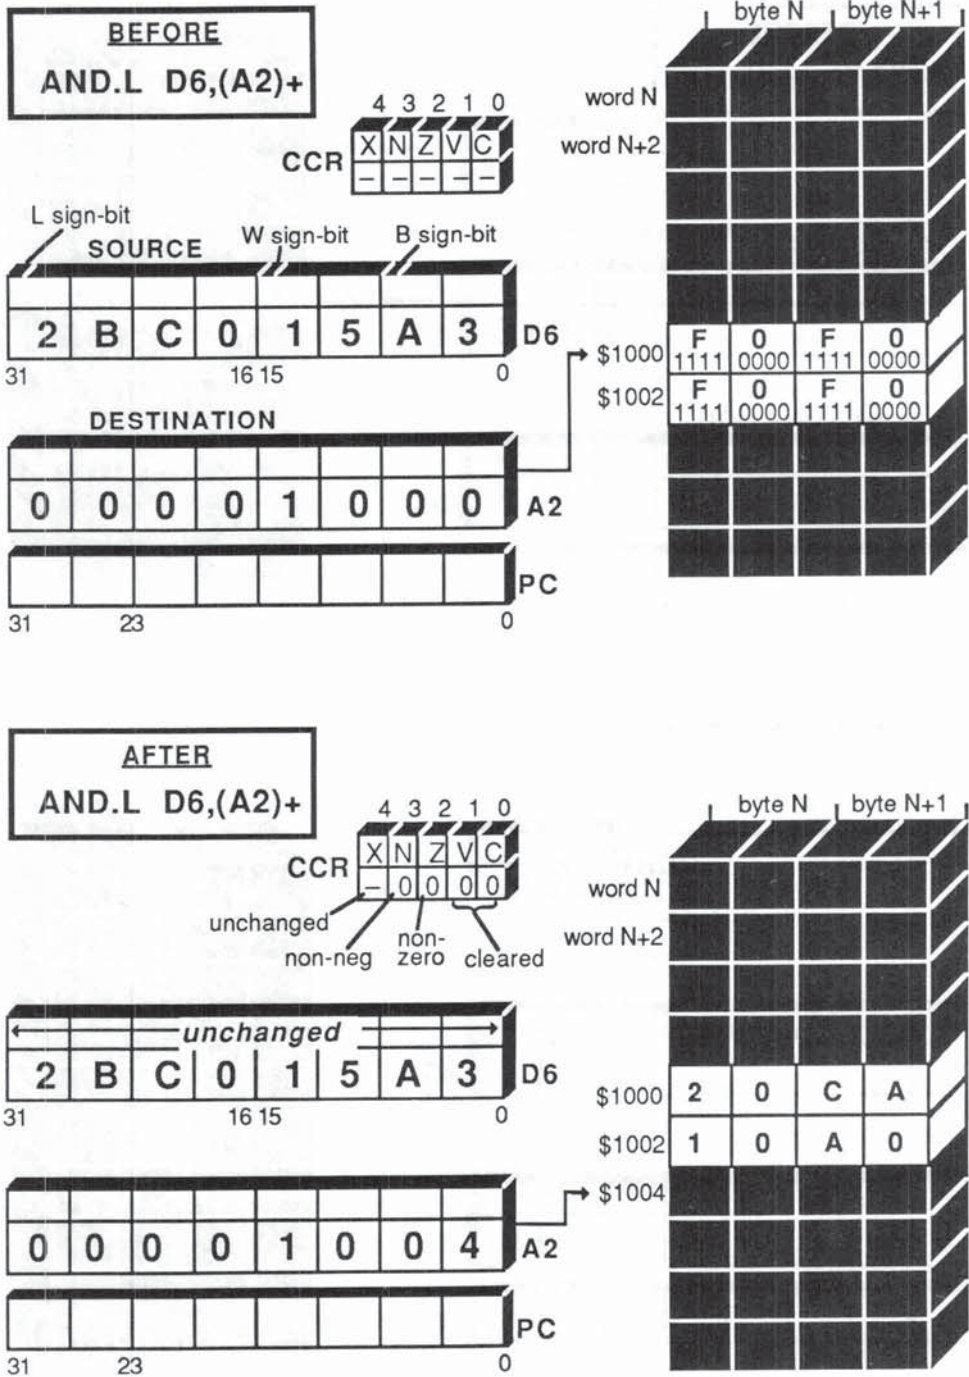 BEFORE
AND.L D6,(A2)+
byte N byte N+1
word N
word N+2
4 3 2 1 0
CCR
X N Z V C
– – – – –
L sign-bit
SOURCE
W sign-bit
B sign-bit
2 B C 0 1 5 A 3 D6
31 16 15 0
$1000
F 0 F 0
1111 0000 1111 0000
$1002
F 0 F 0
1111 0000 1111 0000
DESTINATION
0 0 0 0 1 0 0 0 A2
PC
31 23 0
AFTER
AND.L D6,(A2)+
byte N byte N+1
word N
word N+2
4 3 2 1 0
CCR
X N Z V C
– 0 0 0 0
unchanged
non-neg
non-
zero
cleared
unchanged
2 B C 0 1 5 A 3 D6
31 16 15 0
$1000 2 0 C A
$1002 1 0 A 0
$1004
0 0 0 0 1 0 0 4 A2
PC
31 23 0